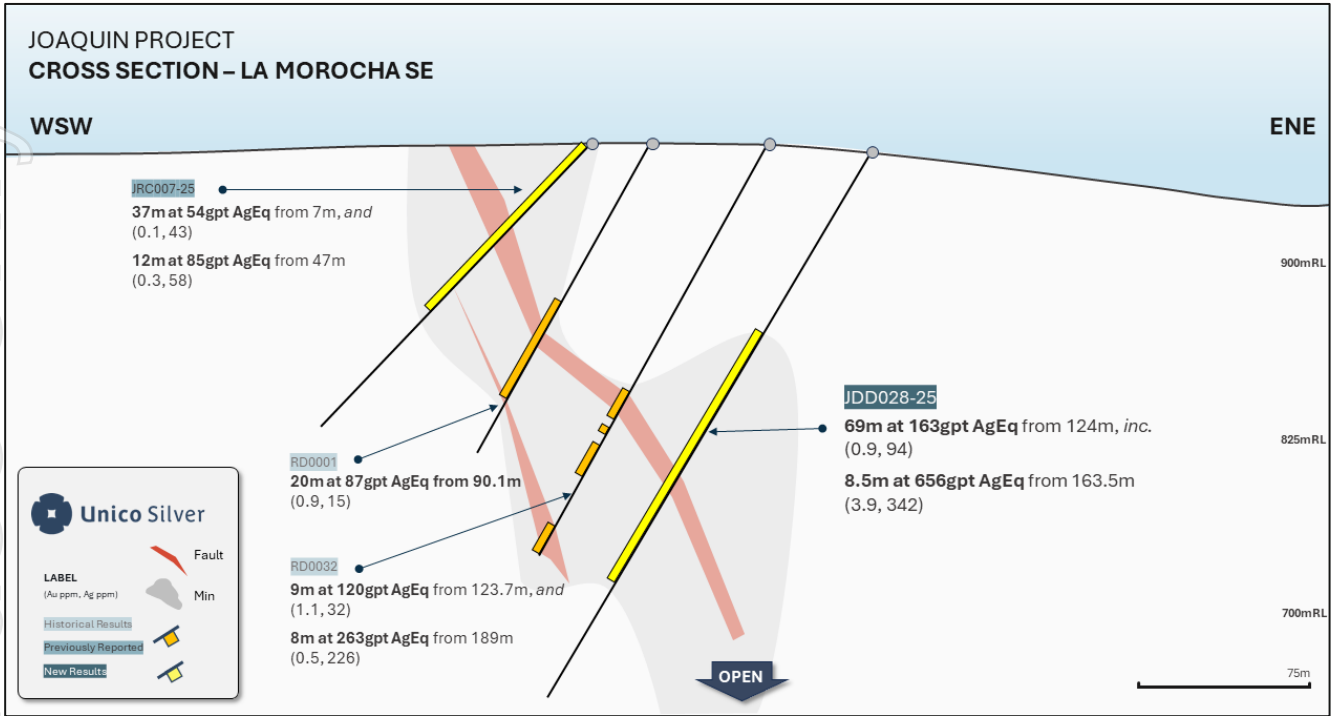 JOAQUIN PROJECT
CROSS SECTION – LA MOROCHA SE
WSW
ENE
JRC007-25
37m at 54gpt AgEq from 7m, and
(0.1, 43)
12m at 85gpt AgEq from 47m
(0.3, 58)
900mRL
JDD028-25
69m at 163gpt AgEq from 124m, inc.
(0.9, 94)
8.5m at 656gpt AgEq from 163.5m
(3.9, 342)
825mRL
RD0001
20m at 87gpt AgEq from 90.1m
(0.9, 15)
RD0032
9m at 120gpt AgEq from 123.7m, and
(1.1, 32)
8m at 263gpt AgEq from 189m
(0.5, 226)
700mRL
OPEN
75m
Unico Silver
Fault
LABEL
(Au ppm, Ag ppm)
Min
Historical Results
Previously Reported
New Results